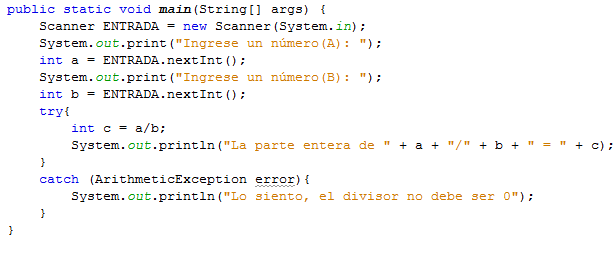 public static void main(String[] args) {
Scanner ENTRADA = new Scanner(System.in);
System.out.print("Ingrese un número(A): ");
int a = ENTRADA.nextInt();
System.out.print("Ingrese un número(B): ");
int b = ENTRADA.nextInt();
try{
int c = a/b;
System.out.println("La parte entera de " + a + "/" + b + " = " + c);
}
catch (ArithmeticException error){
System.out.println("Lo siento, el divisor no debe ser 0");
}
}